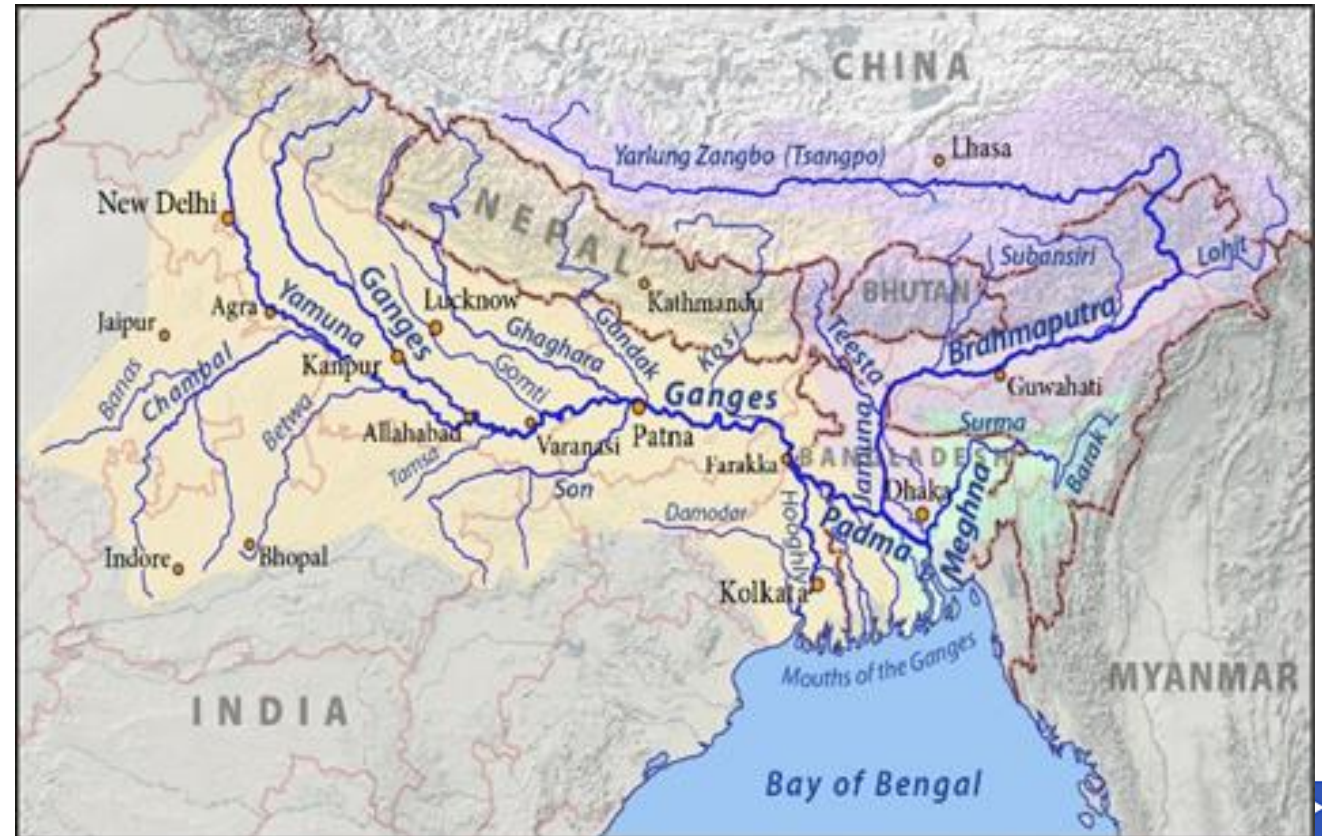 CHINA
Yarlung Zangbo (Tsangpo)
Lhasa
New Delhi
NEPAL
Subansiri
Lohit
Kathmandu
BHUTAN
Agra
Yamuna
Ganges
Lucknow
Jaipur
Ghaghara
Gandak
Kosi
Teesta
Brahmaputra
Banas
Chambal
Kanpur
Gomti
Ganges
Guwahati
Betwa
Allahabad
Varanasi
Patna
Jamuna
Surma
Tamsa
Farakka
BANGLADESH
Barak
Son
Dhaka
Damodar
Hooghly
Padma
Meghna
Indore
Bhopal
Kolkata
Mouths of the Ganges
INDIA
MYANMAR
Bay of Bengal